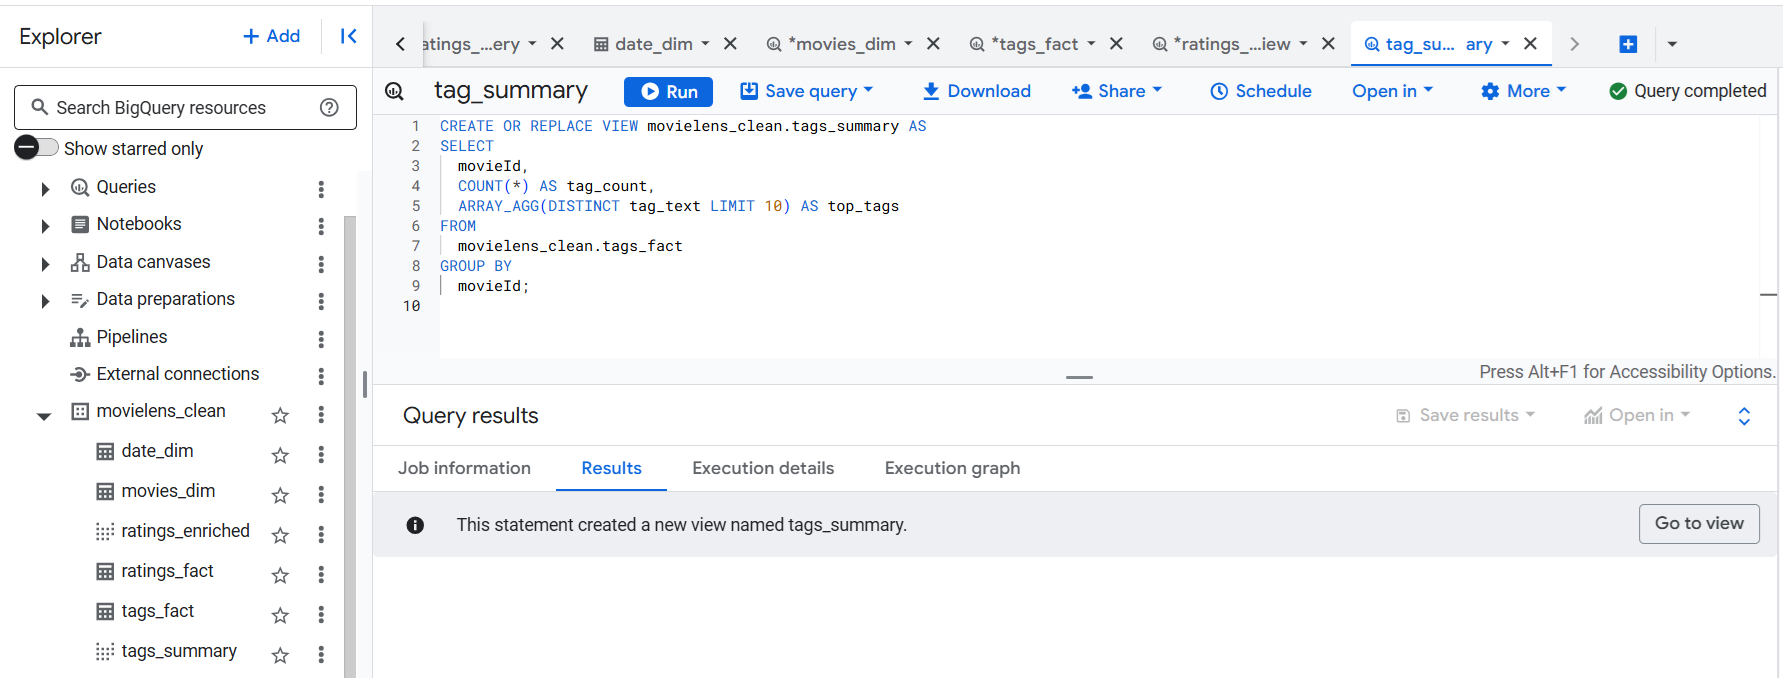 Explorer
+ Add
Search BigQuery resources
Show starred only
Queries
Notebooks
Data canvases
Data preparations
Pipelines
External connections
movielens_clean
date_dim
movies_dim
ratings_enriched
ratings_fact
tags_fact
tags_summary
atings_...ery date_dim *movies_dim *tags_fact *ratings_...iew tag_su... ary
tag_summary Run Save query Download Share Schedule Open in More Query completed
1 CREATE OR REPLACE VIEW movielens_clean.tags_summary AS
2 SELECT
3 movieId,
4 COUNT(*) AS tag_count,
5 ARRAY_AGG(DISTINCT tag_text LIMIT 10) AS top_tags
6 FROM
7 movielens_clean.tags_fact
8 GROUP BY
9 movieId;
10
Press Alt+F1 for Accessibility Options.
Query results Save results Open in
Job information Results Execution details Execution graph
This statement created a new view named tags_summary. Go to view